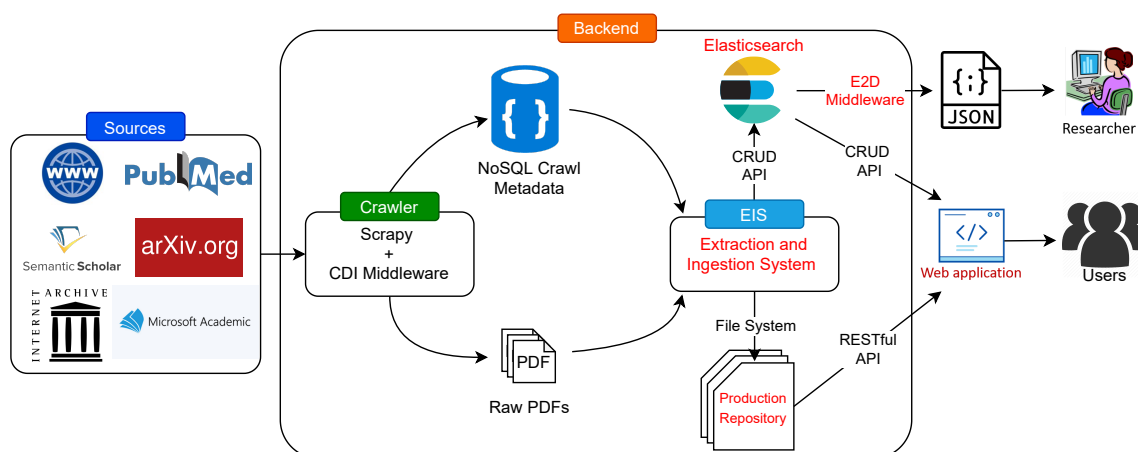 Backend
Sources
WWW
PubMed
Semantic Scholar
arXiv.org
INTERNET
ARCHIVE
Microsoft Academic
Crawler
Scrapy
+
CDI Middleware
{ }
NoSQL Crawl
Metadata
PDF
Raw PDFs
Elasticsearch
CRUD
API
EIS
Extraction and
Ingestion System
File System
Production
Repository
E2D
Middleware
{;}
JSON
Researcher
CRUD
API
</>
Web application
RESTful
API
Users